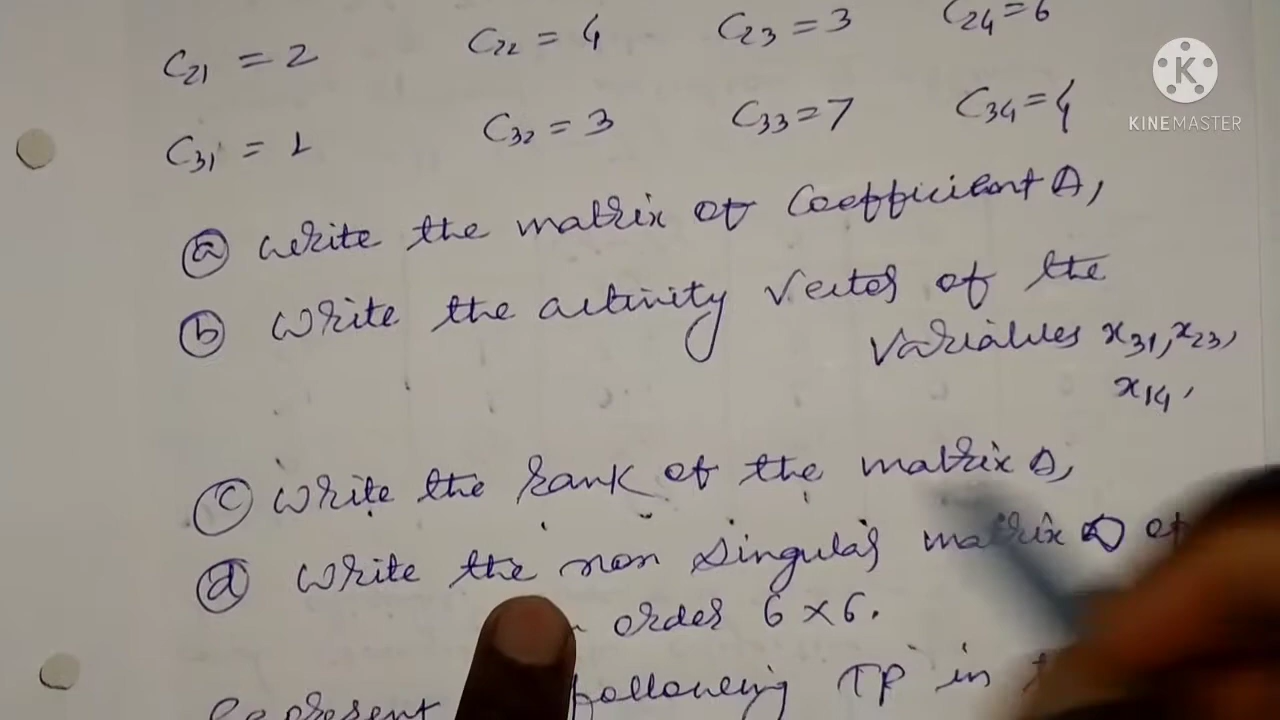 C21 = 2 C22 = 4 C23 = 3 C24 = 6
C31 = 1 C32 = 3 C33 = 7 C34 = 4
K
KINEMASTER
(a) Write the matrix of Coefficient A,
(b) Write the activity Vector of the
Variables x31, x23,
x14,
(c) Write the rank of the matrix A,
(d) Write the non singular matrix of
order 6 × 6.
following TP in